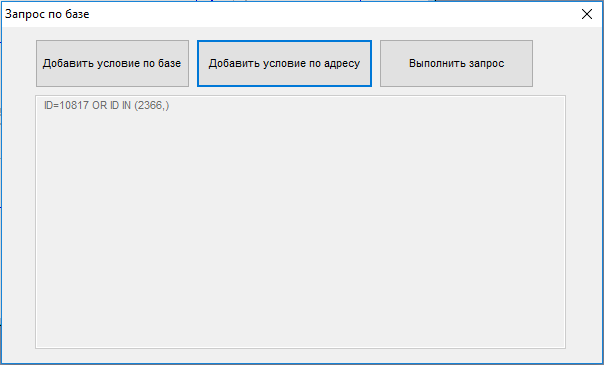 Запрос по базе
Добавить условие по базе
Добавить условие по адресу
Выполнить запрос
ID=10817 OR ID IN (2366,)